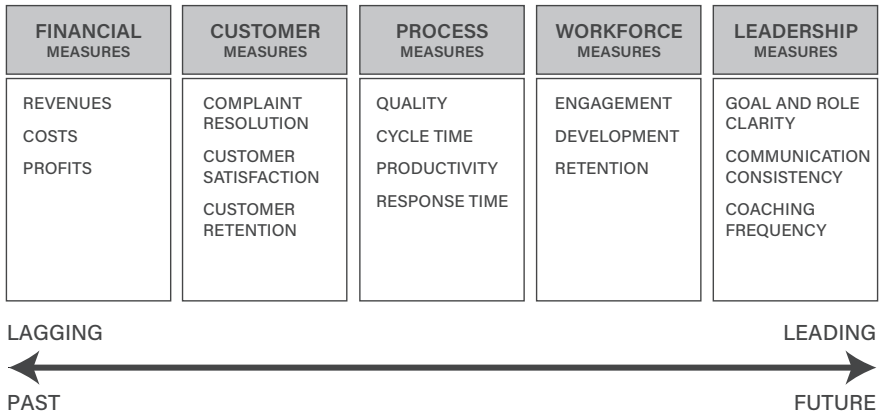 FINANCIAL
MEASURES
REVENUES
COSTS
PROFITS
CUSTOMER
MEASURES
COMPLAINT
RESOLUTION
CUSTOMER
SATISFACTION
CUSTOMER
RETENTION
PROCESS
MEASURES
QUALITY
CYCLE TIME
PRODUCTIVITY
RESPONSE TIME
WORKFORCE
MEASURES
ENGAGEMENT
DEVELOPMENT
RETENTION
LEADERSHIP
MEASURES
GOAL AND ROLE
CLARITY
COMMUNICATION
CONSISTENCY
COACHING
FREQUENCY
LAGGING
LEADING
PAST
FUTURE